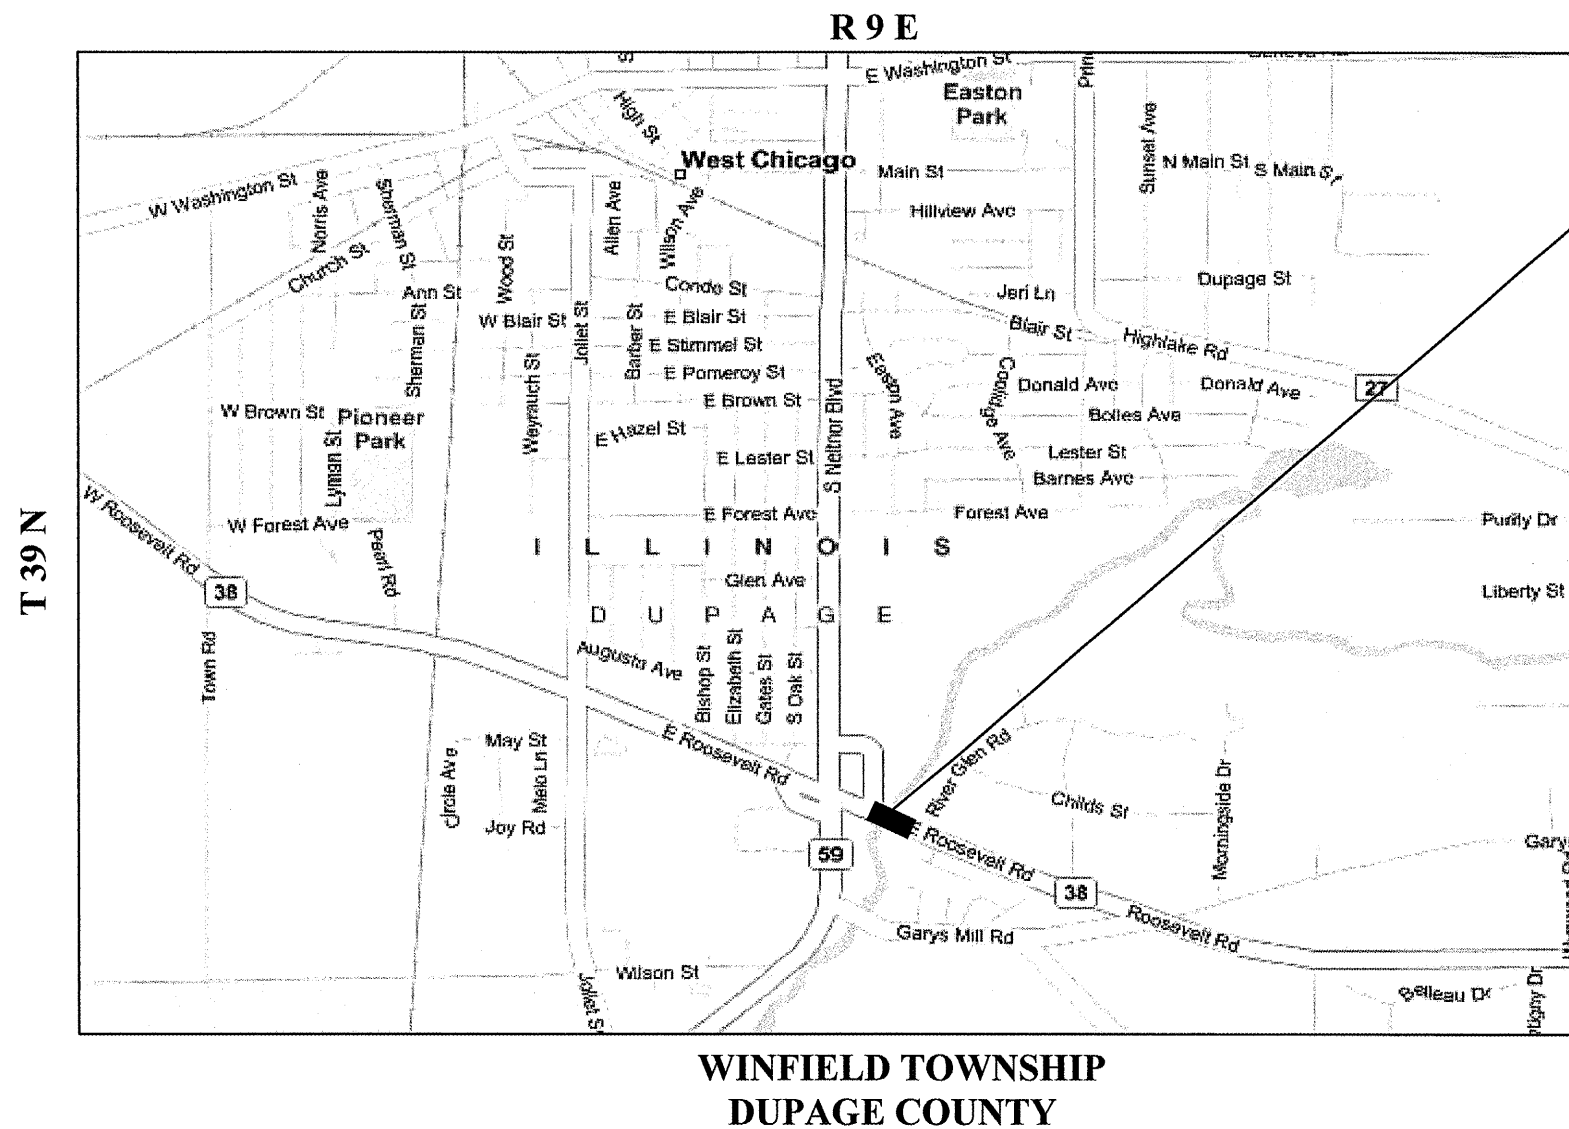 R 9 E
E Washington St
Easton
Park
High St
West Chicago
Main St
Sunset Ave
N Main St
S Main St
W Washington St
Norris Ave
Sherman St
Allen Ave
Wilson Ave
Hillview Ave
Church St
Wood St
Ann St
Conde St
Jeri Ln
Dupage St
W Blair St
Joliet St
Barber St
E Blair St
Blair St
Highlake Rd
Sherman St
E Stimmel St
Weyrauch St
E Pomeroy St
S Neltnor Blvd
Easton Ave
Coolidge Ave
Donald Ave
Donald Ave
27
W Brown St
Pioneer
Park
E Brown St
Bolles Ave
E Hazel St
Lyman St
E Lester St
Lester St
Barnes Ave
W Roosevelt Rd
W Forest Ave
E Forest Ave
Forest Ave
Purify Dr
Pearl Rd
ILLINOIS
T 39 N
38
Glen Ave
Liberty St
DUPAGE
Town Rd
Augusta Ave
Bishop St
Elizabeth St
Gates St
S Oak St
E Roosevelt Rd
May St
Circle Ave
Melo Ln
Joy Rd
River Glen Rd
Childs St
Morningside Dr
E Roosevelt Rd
59
38
Garys
Garys Mill Rd
Roosevelt Rd
Wilson St
Joliet St
Belleau Dr
WINFIELD TOWNSHIP
DUPAGE COUNTY